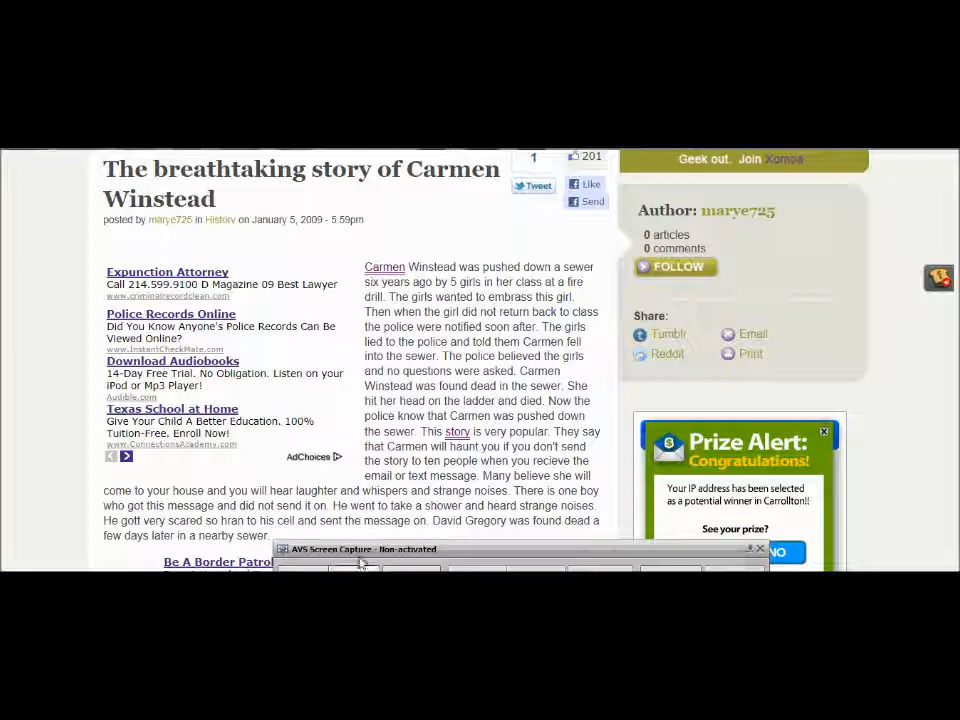 The breathtaking story of Carmen
Winstead
posted by marye725 in History on January 5, 2009 - 5:59pm
1
201
Tweet
Like
Send
Expunction Attorney
Call 214.599.9100 D Magazine 09 Best Lawyer
www.criminalrecordclean.com
Police Records Online
Did You Know Anyone's Police Records Can Be
Viewed Online?
www.InstantCheckMate.com
Download Audiobooks
14-Day Free Trial. No Obligation. Listen on your
iPod or Mp3 Player!
Audible.com
Texas School at Home
Give Your Child A Better Education. 100%
Tuition-Free. Enroll Now!
www.ConnectionsAcademy.com
AdChoices
Carmen Winstead was pushed down a sewer
six years ago by 5 girls in her class at a fire
drill. The girls wanted to embrass this girl.
Then when the girl did not return back to class
the police were notified soon after. The girls
lied to the police and told them Carmen fell
into the sewer. The police believed the girls
and no questions were asked. Carmen
Winstead was found dead in the sewer. She
hit her head on the ladder and died. Now the
police know that Carmen was pushed down
the sewer. This story is very popular. They say
that Carmen will haunt you if you don't send
the story to ten people when you recieve the
email or text message. Many believe she will
come to your house and you will hear laughter and whispers and strange noises. There is one boy
who got this message and did not send it on. He went to take a shower and heard strange noises.
He gott very scared so hran to his cell and sent the message on. David Gregory was found dead a
few days later in a nearby sewer.
Be A Border Patrol
AVS Screen Capture - Non-activated
Geek out. Join Xomba
Author: marye725
0 articles
0 comments
FOLLOW
Share:
Tumblr
Email
Reddit
Print
Prize Alert:
Congratulations!
Your IP address has been selected
as a potential winner in Carrollton!!
See your prize?
NO